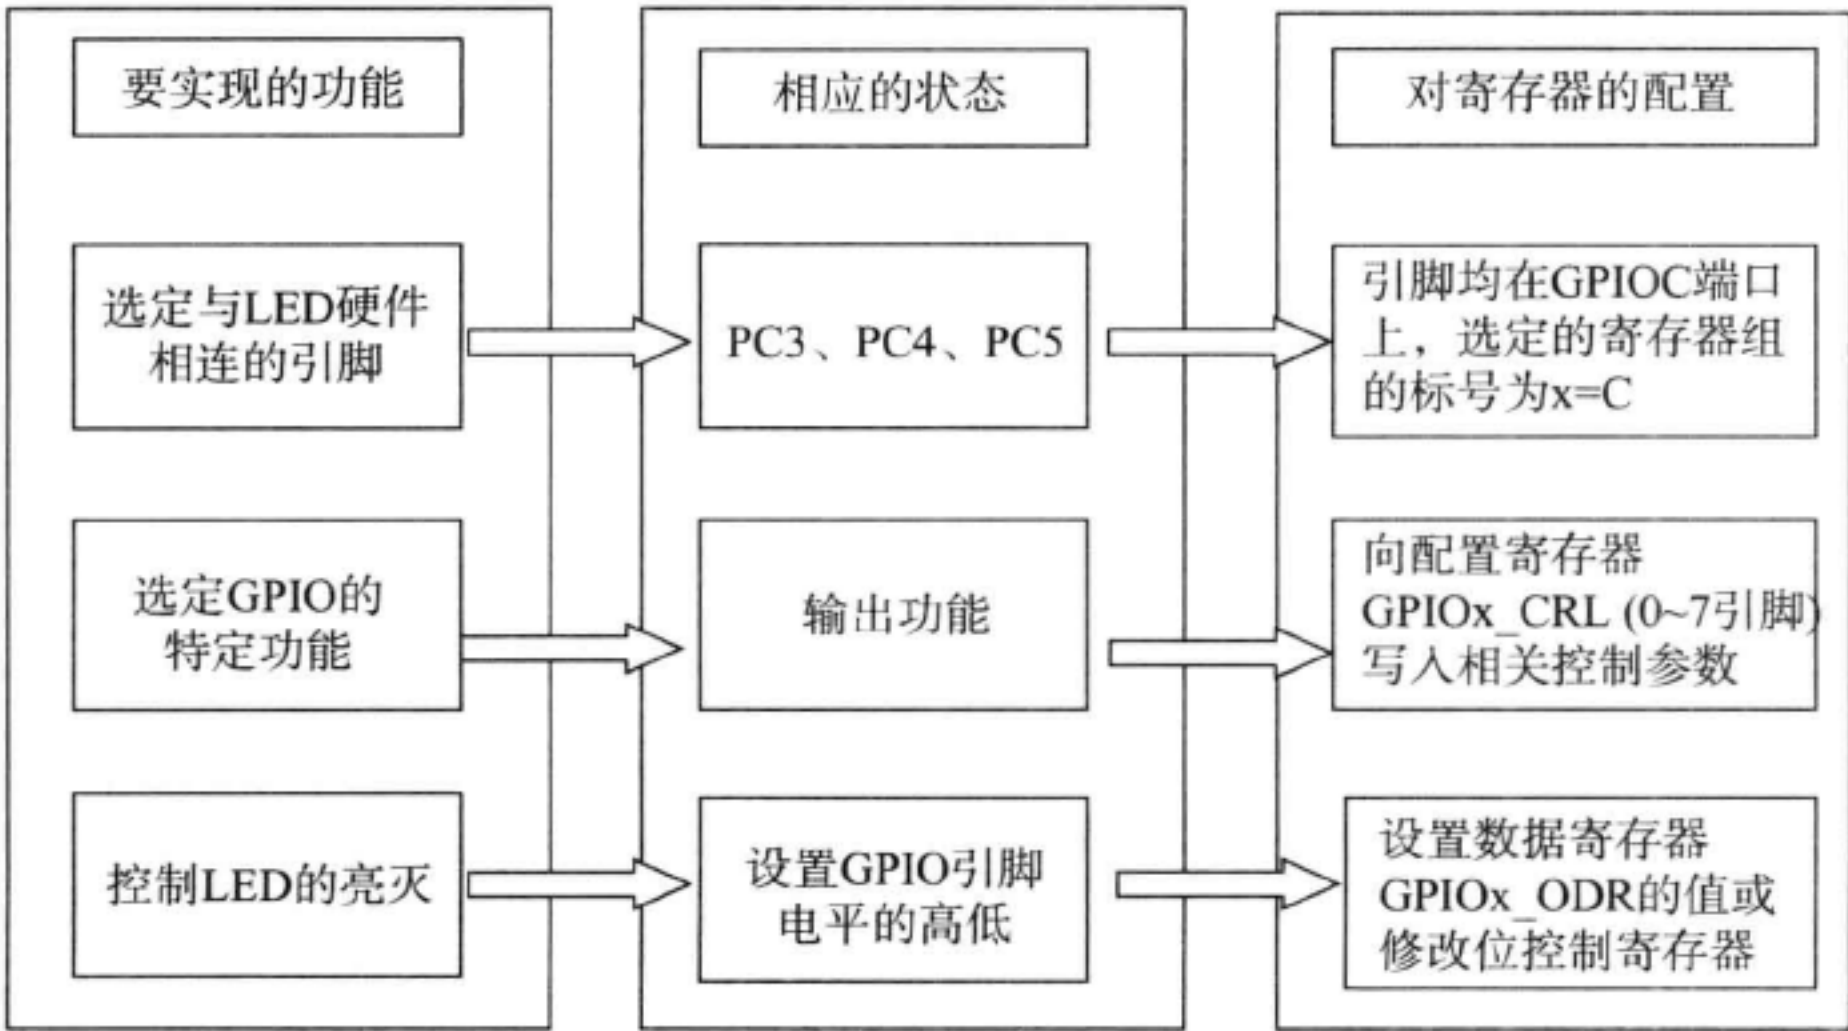 要实现的功能
相应的状态
对寄存器的配置
选定与LED硬件
相连的引脚
PC3、PC4、PC5
引脚均在GPIOC端口
上，选定的寄存器组
的标号为x=C
选定GPIO的
特定功能
输出功能
向配置寄存器
GPIOx_CRL (0~7引脚)
写入相关控制参数
控制LED的亮灭
设置GPIO引脚
电平的高低
设置数据寄存器
GPIOx_ODR的值或
修改位控制寄存器